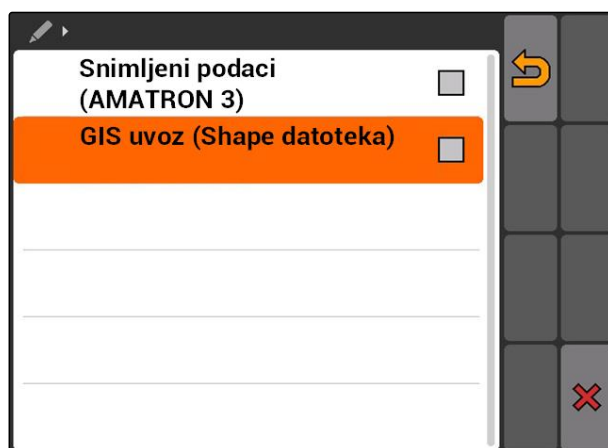 Snimljeni podaci
(AMATRON 3)
GIS uvoz (Shape datoteka)